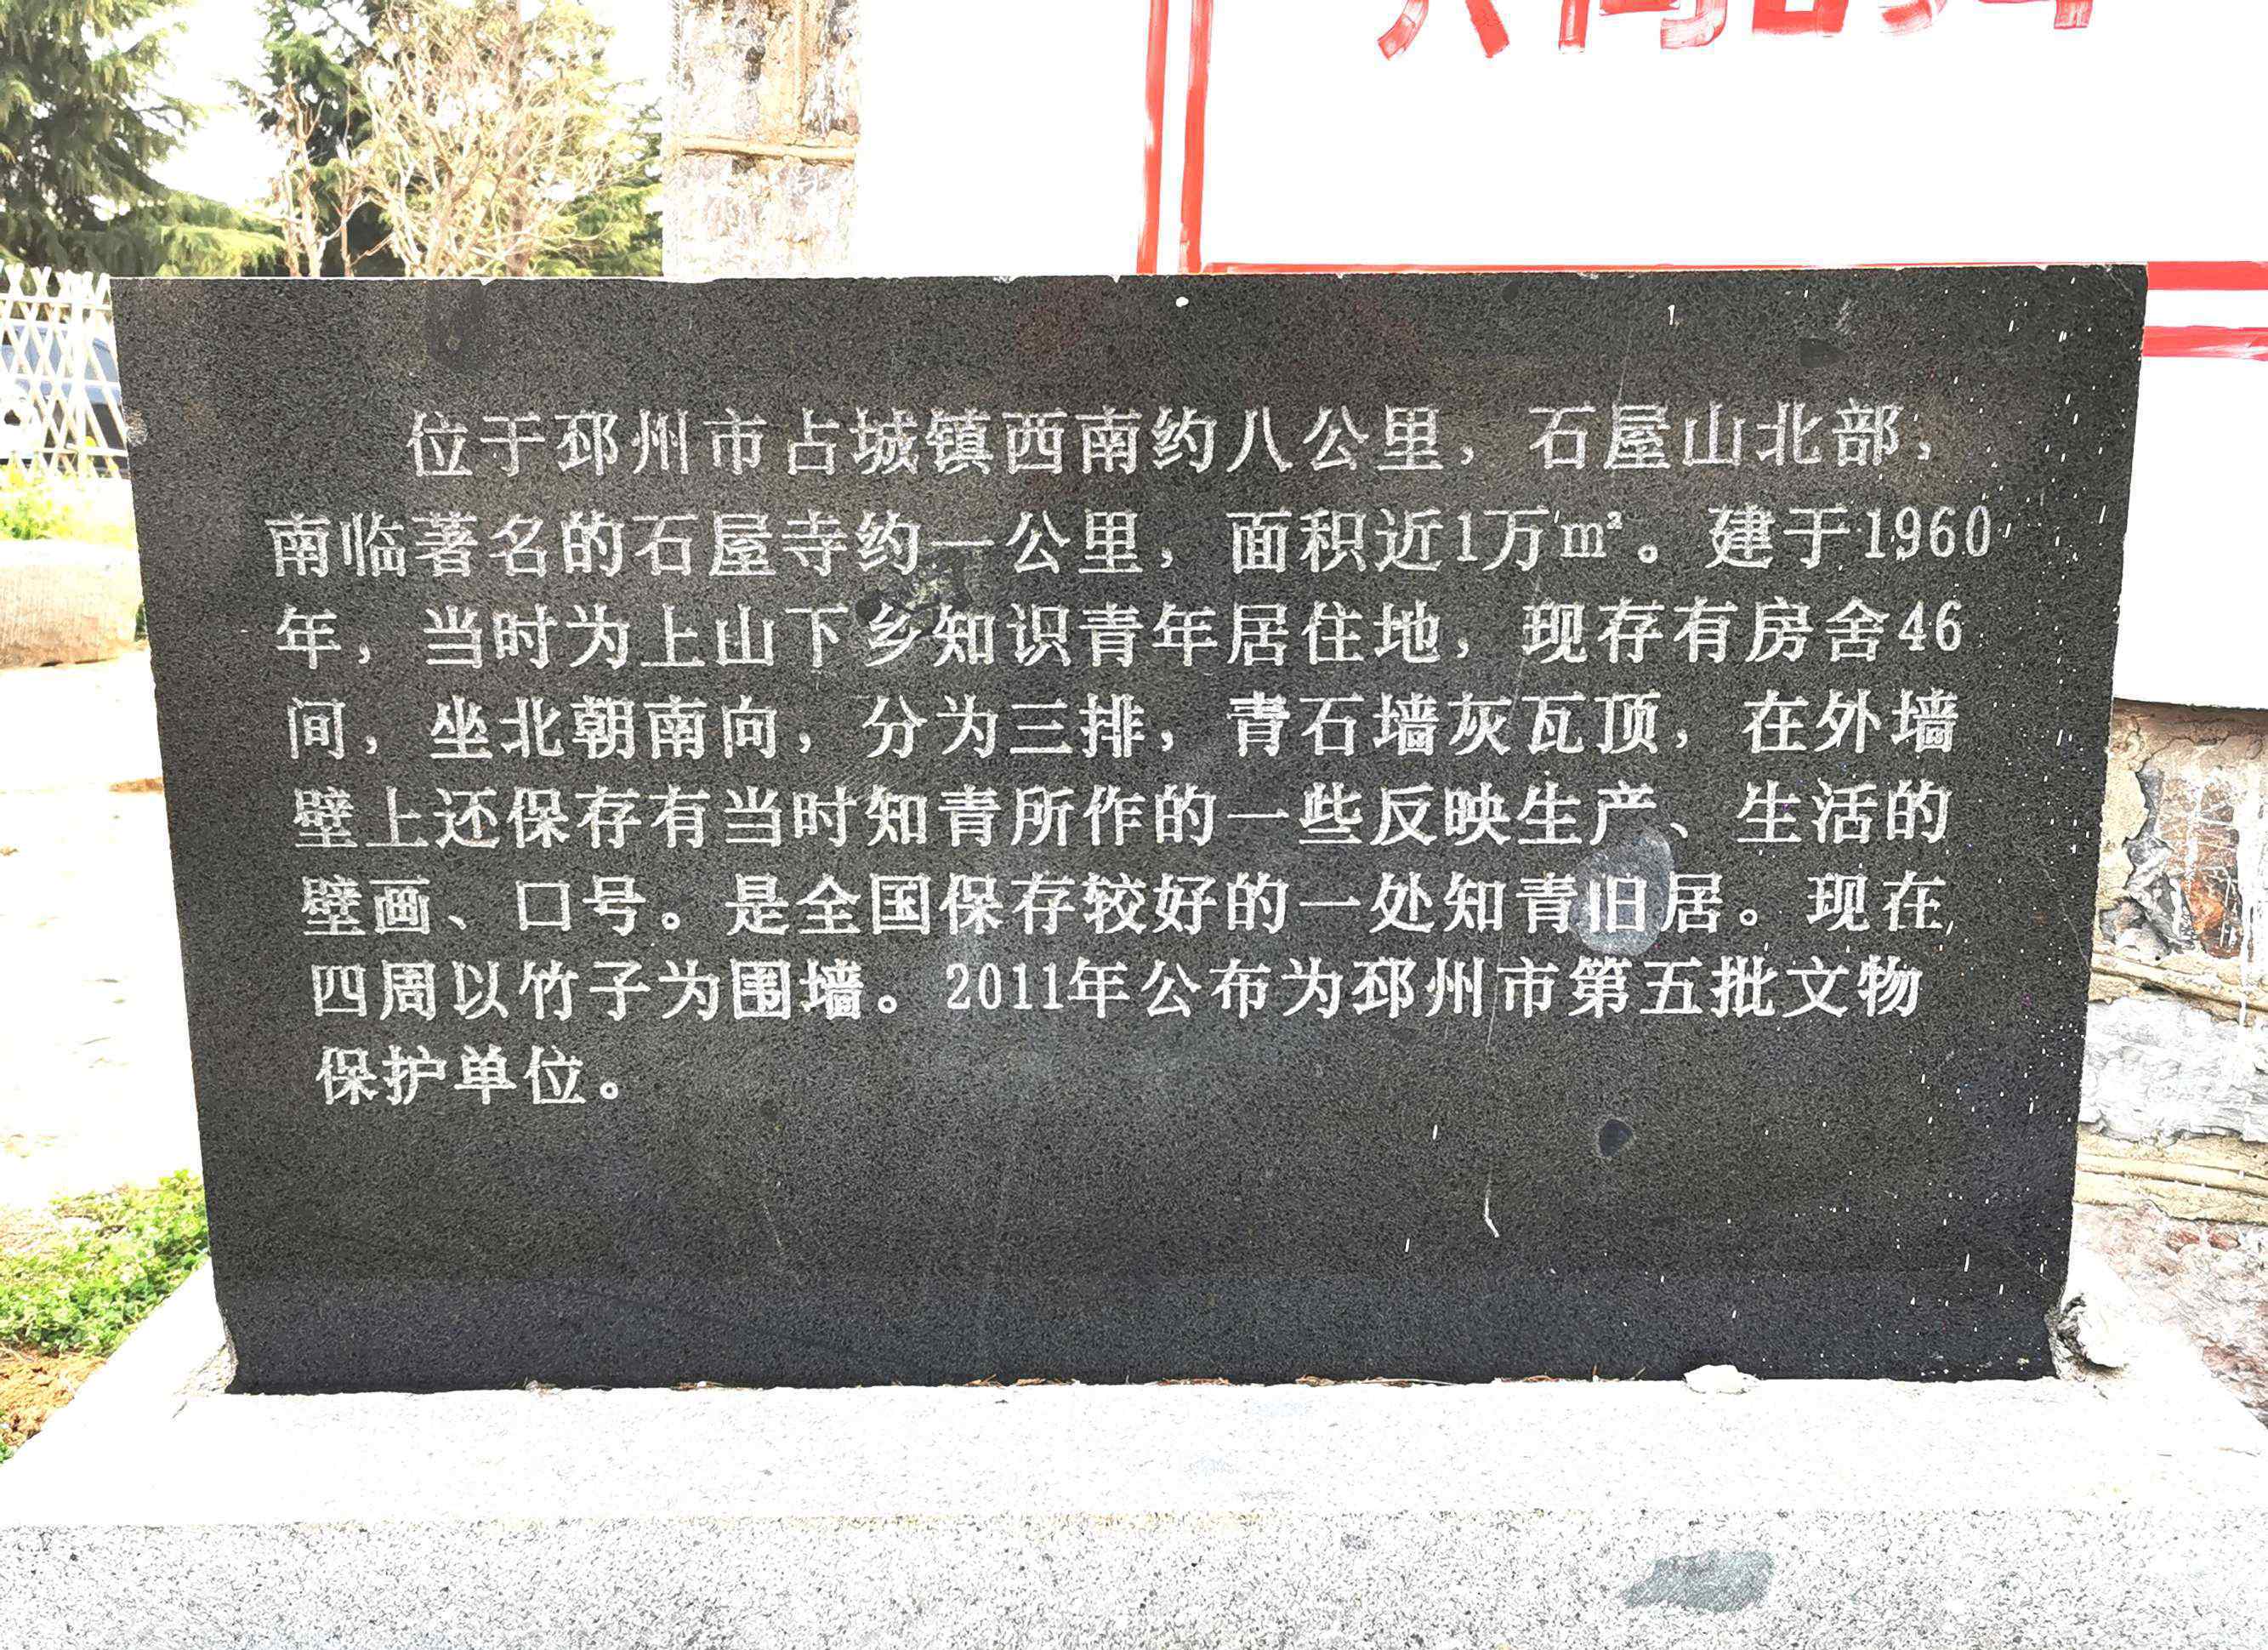 位于邳州市占城镇西南约八公里，石屋山北部，
南临著名的石屋寺约一公里，面积近1万m²。建于1960
年，当时为上山下乡知识青年居住地，现存有房舍46
间，坐北朝南向，分为三排，青石墙灰瓦顶，在外墙
壁上还保存有当时知青所作的一些反映生产、生活的
壁画、口号。是全国保存较好的一处知青旧居。现在
四周以竹子为围墙。2011年公布为邳州市第五批文物
保护单位。